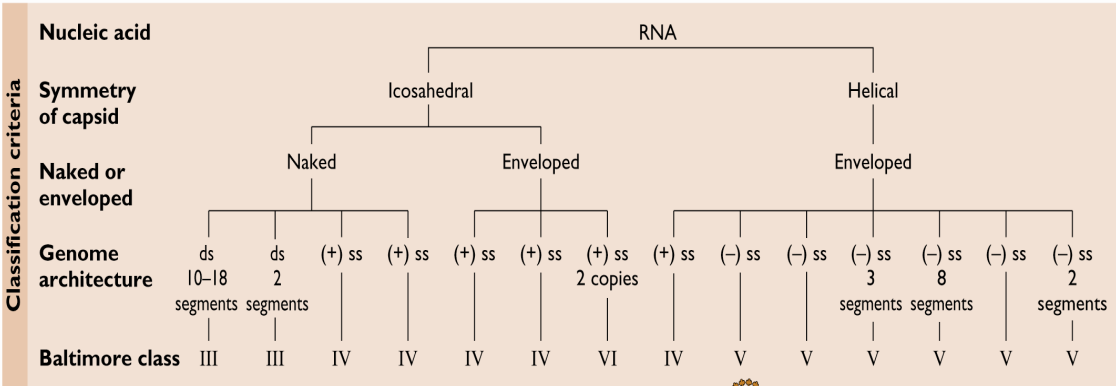 Classification criteria
Nucleic acid RNA
Symmetry of capsid Icosahedral Helical
Naked or enveloped Naked Enveloped Enveloped
Genome architecture ds ds (+) ss (+) ss (+) ss (+) ss (+) ss (+) ss (–) ss (–) ss (–) ss (–) ss (–) ss (–) ss
10–18 2 2 copies 3 8 2
segments segments segments segments segments
Baltimore class III III IV IV IV IV VI IV V V V V V V